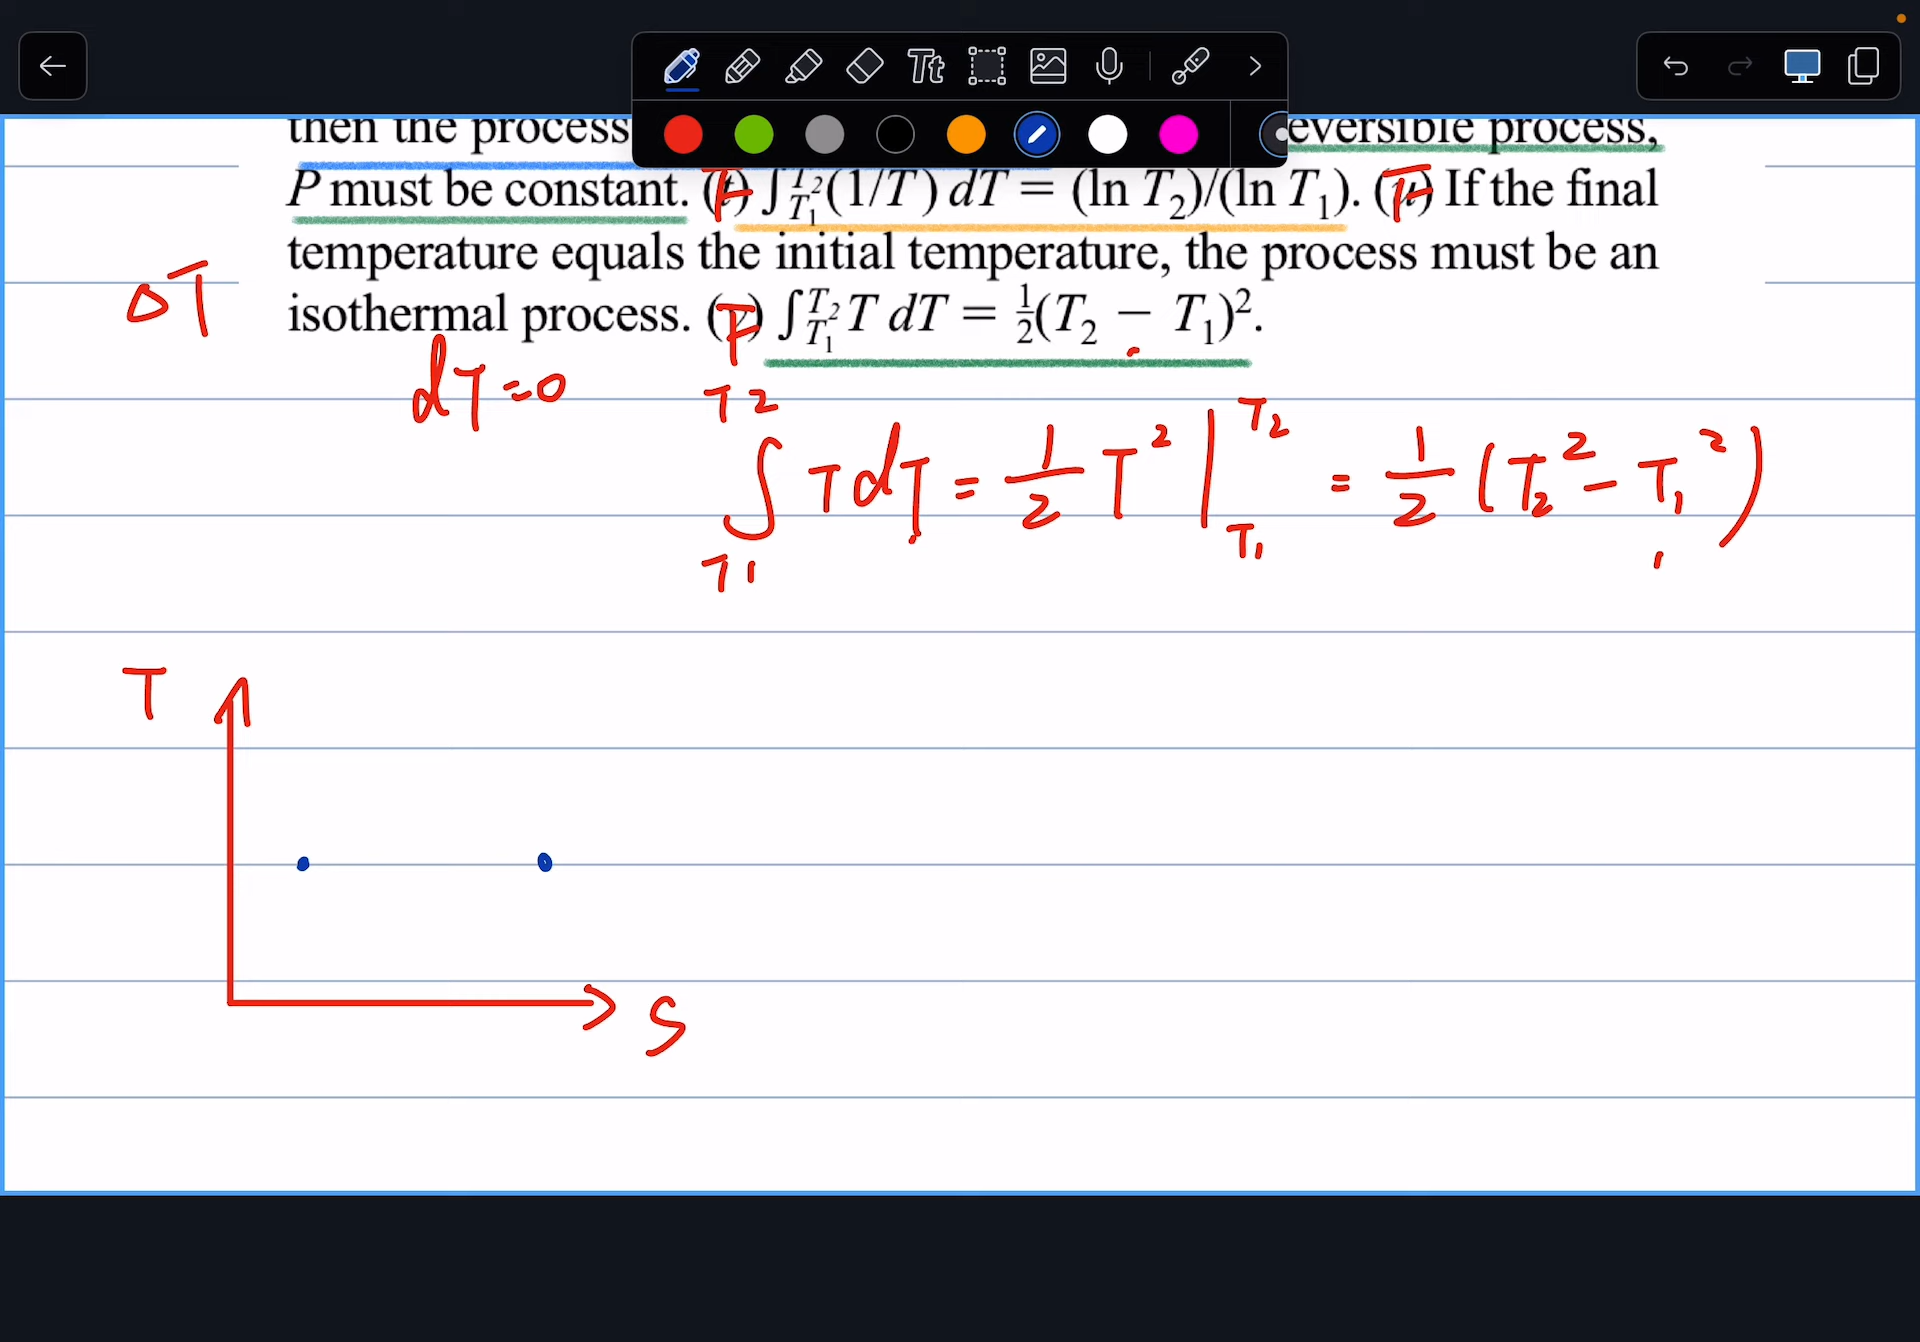 Tt
then the process eversible process,
P must be constant. (t) F ∫_{T₁}^{T₂}(1/T) dT = (ln T₂)/(ln T₁). (u) F If the final
temperature equals the initial temperature, the process must be an
isothermal process. (v) F ∫_{T₁}^{T₂} T dT = ½(T₂ − T₁)².
ΔT
dT = 0
∫_{T1}^{T2} T dT = 1/2 T² |_{T₁}^{T₂} = 1/2 (T₂² − T₁²)
T
S